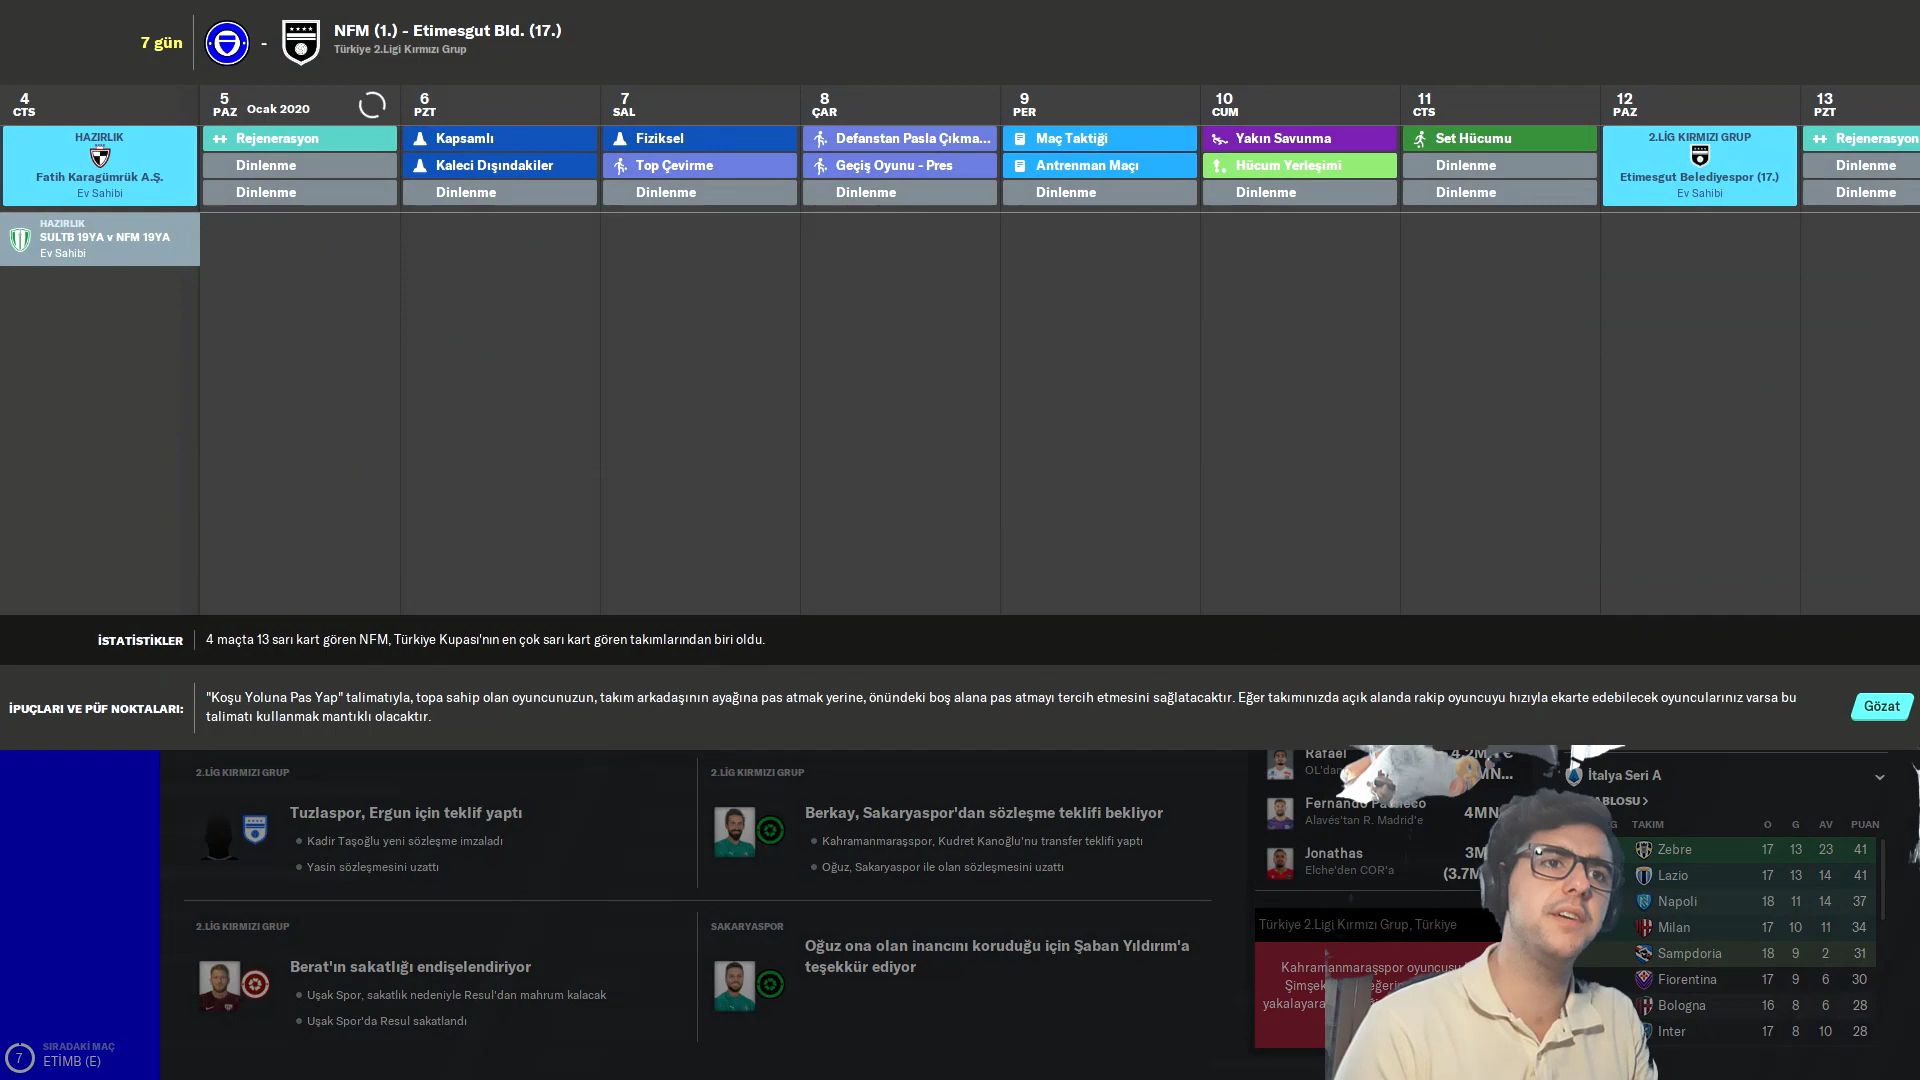 7 gün
-
NFM (1.) - Etimesgut Bld. (17.)
Türkiye 2.Ligi Kırmızı Grup
4
CTS
5
PAZ Ocak 2020
6
PZT
7
SAL
8
ÇAR
9
PER
10
CUM
11
CTS
12
PAZ
13
PZT
HAZIRLIK
Fatih Karagümrük A.Ş.
Ev Sahibi
Rejenerasyon
Dinlenme
Dinlenme
Kapsamlı
Kaleci Dışındakiler
Dinlenme
Fiziksel
Top Çevirme
Dinlenme
Defanstan Pasla Çıkma...
Geçiş Oyunu - Pres
Dinlenme
Maç Taktiği
Antrenman Maçı
Dinlenme
Yakın Savunma
Hücum Yerleşimi
Dinlenme
Set Hücumu
Dinlenme
Dinlenme
2.LİG KIRMIZI GRUP
Etimesgut Belediyespor (17.)
Ev Sahibi
Rejenerasyon
Dinlenme
Dinlenme
HAZIRLIK
SULTB 19YA v NFM 19YA
Ev Sahibi
İSTATİSTİKLER
4 maçta 13 sarı kart gören NFM, Türkiye Kupası'nın en çok sarı kart gören takımlarından biri oldu.
İPUÇLARI VE PÜF NOKTALARI:
"Koşu Yoluna Pas Yap" talimatıyla, topa sahip olan oyuncunuzun, takım arkadaşının ayağına pas atmak yerine, önündeki boş alana pas atmayı tercih etmesini sağlatacaktır. Eğer takımınızda açık alanda rakip oyuncuyu hızıyla ekarte edebilecek oyuncularınız varsa bu
talimatı kullanmak mantıklı olacaktır.
Gözat
2.LİG KIRMIZI GRUP
Tuzlaspor, Ergun için teklif yaptı
Kadir Taşoğlu yeni sözleşme imzaladı
Yasin sözleşmesini uzattı
2.LİG KIRMIZI GRUP
Berkay, Sakaryaspor'dan sözleşme teklifi bekliyor
Kahramanmaraşspor, Kudret Kanoğlu'nu transfer teklifi yaptı
Oğuz, Sakaryaspor ile olan sözleşmesini uzattı
2.LİG KIRMIZI GRUP
Berat'ın sakatlığı endişelendiriyor
Uşak Spor, sakatlık nedeniyle Resul'dan mahrum kalacak
Uşak Spor'da Resul sakatlandı
SAKARYASPOR
Oğuz ona olan inancını koruduğu için Şaban Yıldırım'a
teşekkür ediyor
Rafael
Fernando Pacheco
Alavés'tan R. Madrid'e
4MN
Jonathas
Elche'den COR'a
3M
(3.7M
Türkiye 2.Ligi Kırmızı Grup, Türkiye
Kahramanmaraşspor oyuncusu
Şimşek
yakalayara
İtalya Seri A
TAKIM O G AV PUAN
Zebre 17 13 23 41
Lazio 17 13 14 41
Napoli 18 11 14 37
Milan 17 10 11 34
Sampdoria 18 9 2 31
Fiorentina 17 9 6 30
Bologna 16 8 6 28
Inter 17 8 10 28
7
SIRADAKİ MAÇ
ETİMB (E)